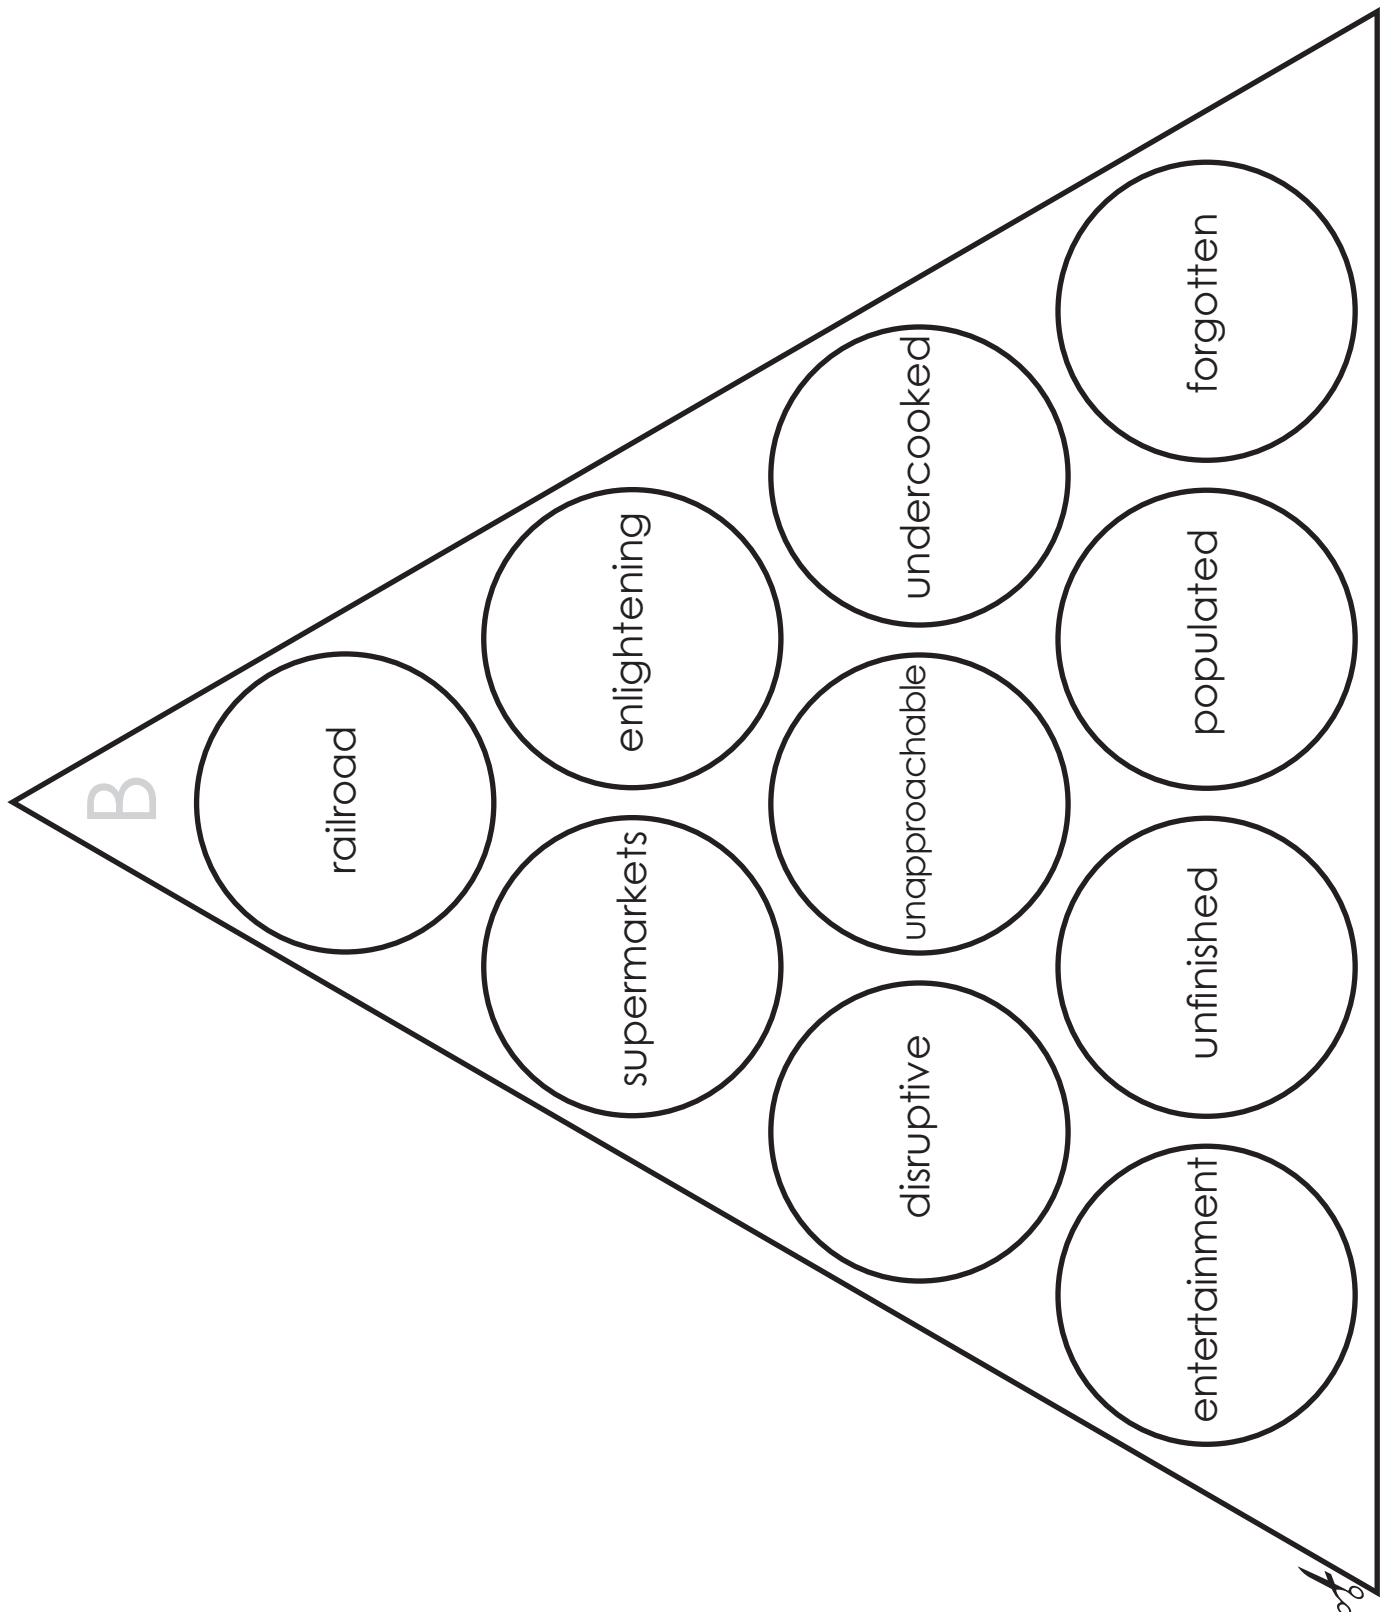 B
railroad
supermarkets
enlightening
disruptive
unapproachable
undercooked
entertainment
unfinished
populated
forgotten